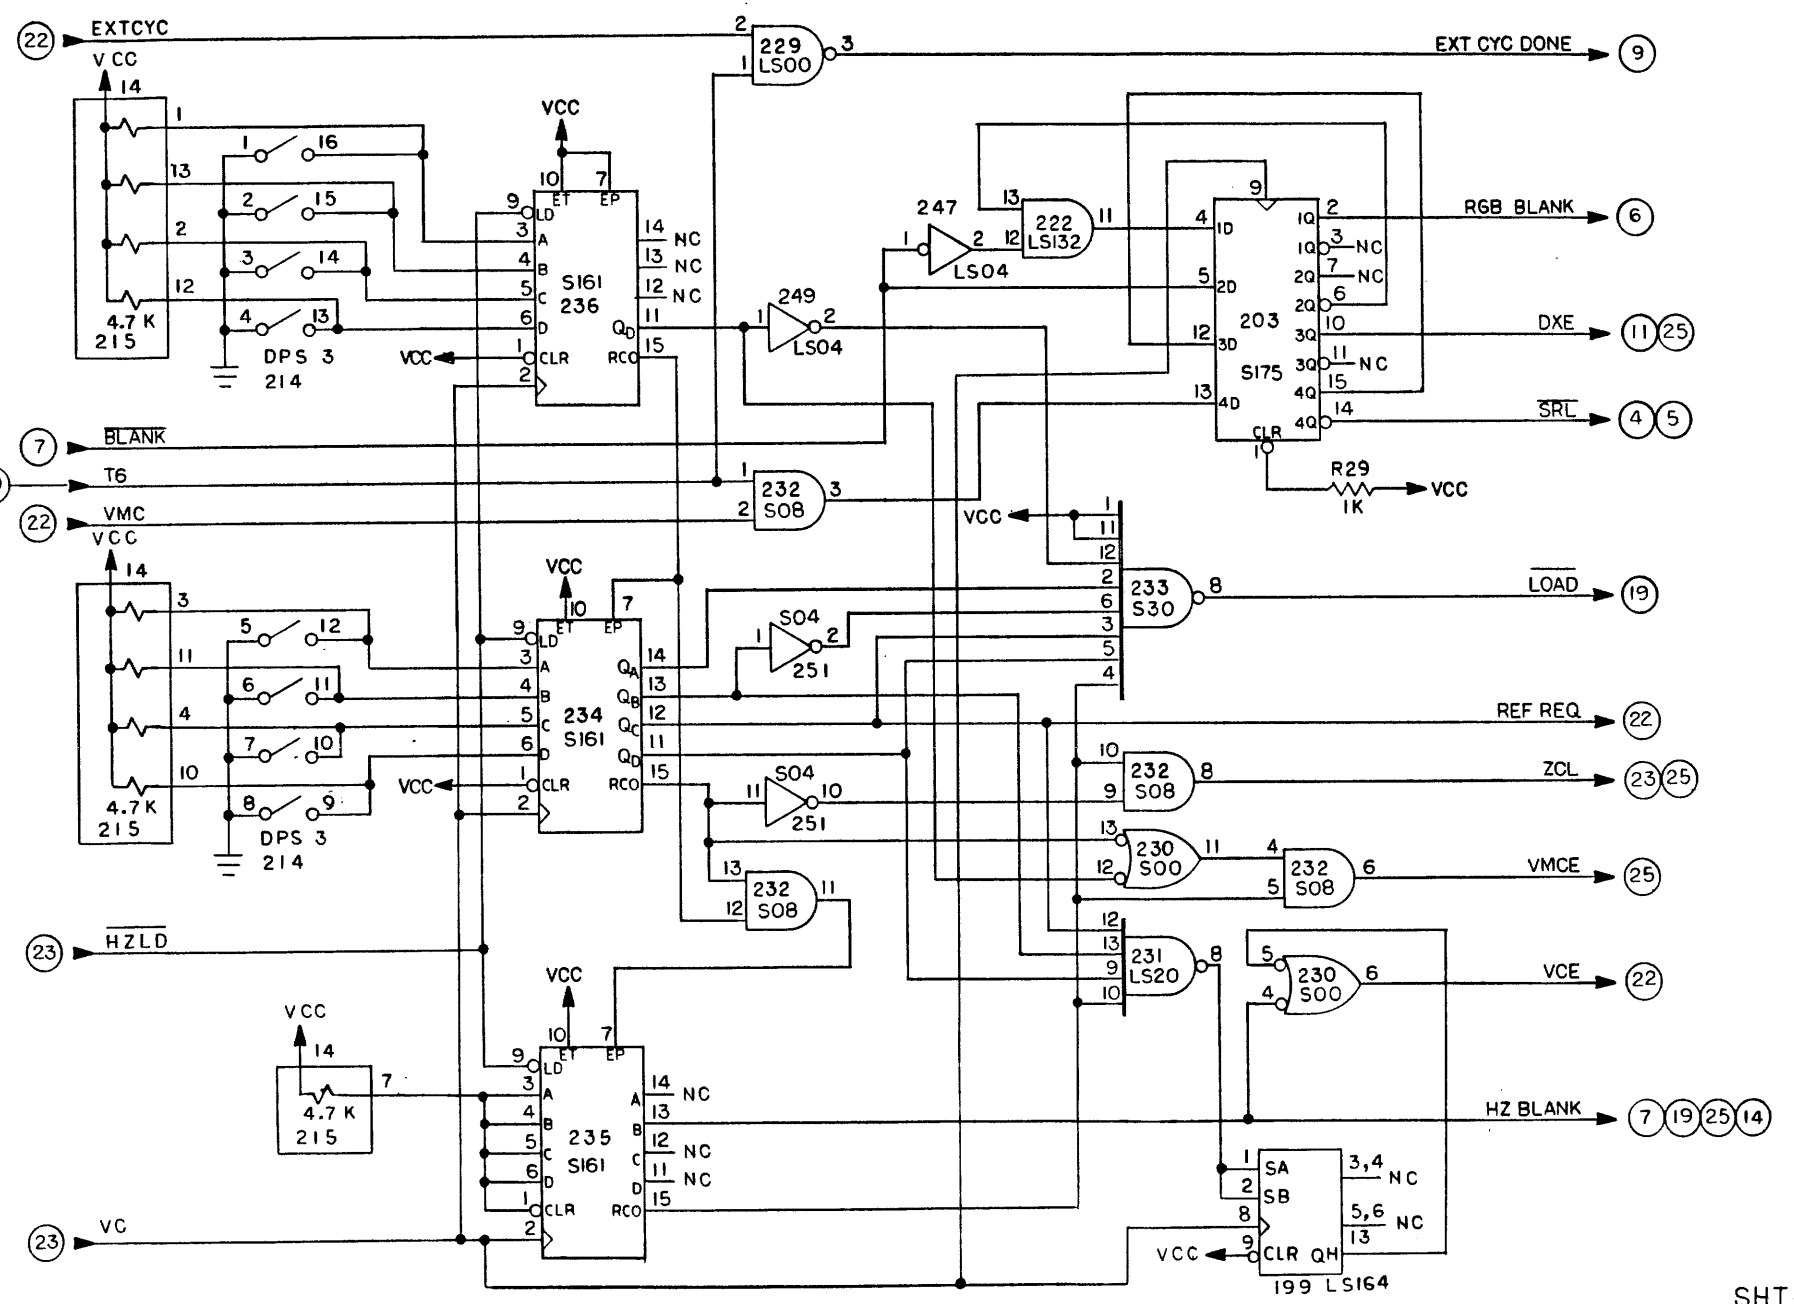 22 EXTCYC 2 229 LS00 3 EXT CYC DONE 9
1
VCC
14
1
13
2
12
4.7 K
215
1 16
2 15
3 14
4 13
DPS 3
214
VCC
10 7
ET EP
9 LD
3 A
4 B
5 C
6 D
VCC 1 CLR
2
S161
236
14 NC
13 NC
12 NC
QD 11
RCO 15
249
1 2
LS04
247
1 2
LS04
13
12
222
LS132
11
9
4 1D
5 2D
12 3D
13 4D
203
S175
1Q 2 RGB BLANK 6
1Q 3 NC
2Q 7 NC
2Q 6
3Q 10 DXE 11 25
3Q 11 NC
4Q 15
4Q 14 SRL 4 5
CLR
1
R29
1K
VCC
7 BLANK
T6
22 VMC
1
2
232
S08
3
VCC
14
3
11
4
10
4.7 K
215
5 12
6 11
7 10
8 9
DPS 3
214
VCC
10 7
ET EP
9 LD
3 A
4 B
5 C
6 D
VCC 1 CLR
2
234
S161
QA 14
QB 13
QC 12
QD 11
RCO 15
S04
1 2
251
S04
11 10
251
VCC
1
11
12
2
6
3
5
4
233
S30
8 LOAD 19
REF REQ 22
10
9
232
S08
8 ZCL 23 25
13
12
230
S00
11
4
5
232
S08
6 VMCE 25
13
12
232
S08
11
12
13
9
10
231
LS20
8
5
4
230
S00
6 VCE 22
23 HZLD
VCC
14
7
4.7 K
215
VCC
10 7
ET EP
9 LD
3 A
4 B
5 C
6 D
1 CLR
2
235
S161
A 14 NC
B 13
C 12 NC
D 11 NC
RCO 15
HZ BLANK 7 19 25 14
1 SA
2 SB
8
VCC 9 CLR QH
3,4 NC
5,6 NC
13
199 LS164
23 VC
SHT